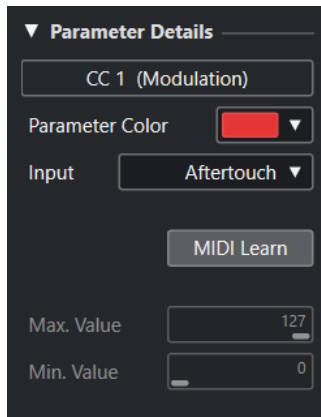 ▼ Parameter Details
CC 1 (Modulation)
Parameter Color ▼
Input Aftertouch ▼
MIDI Learn
Max. Value 127
Min. Value 0